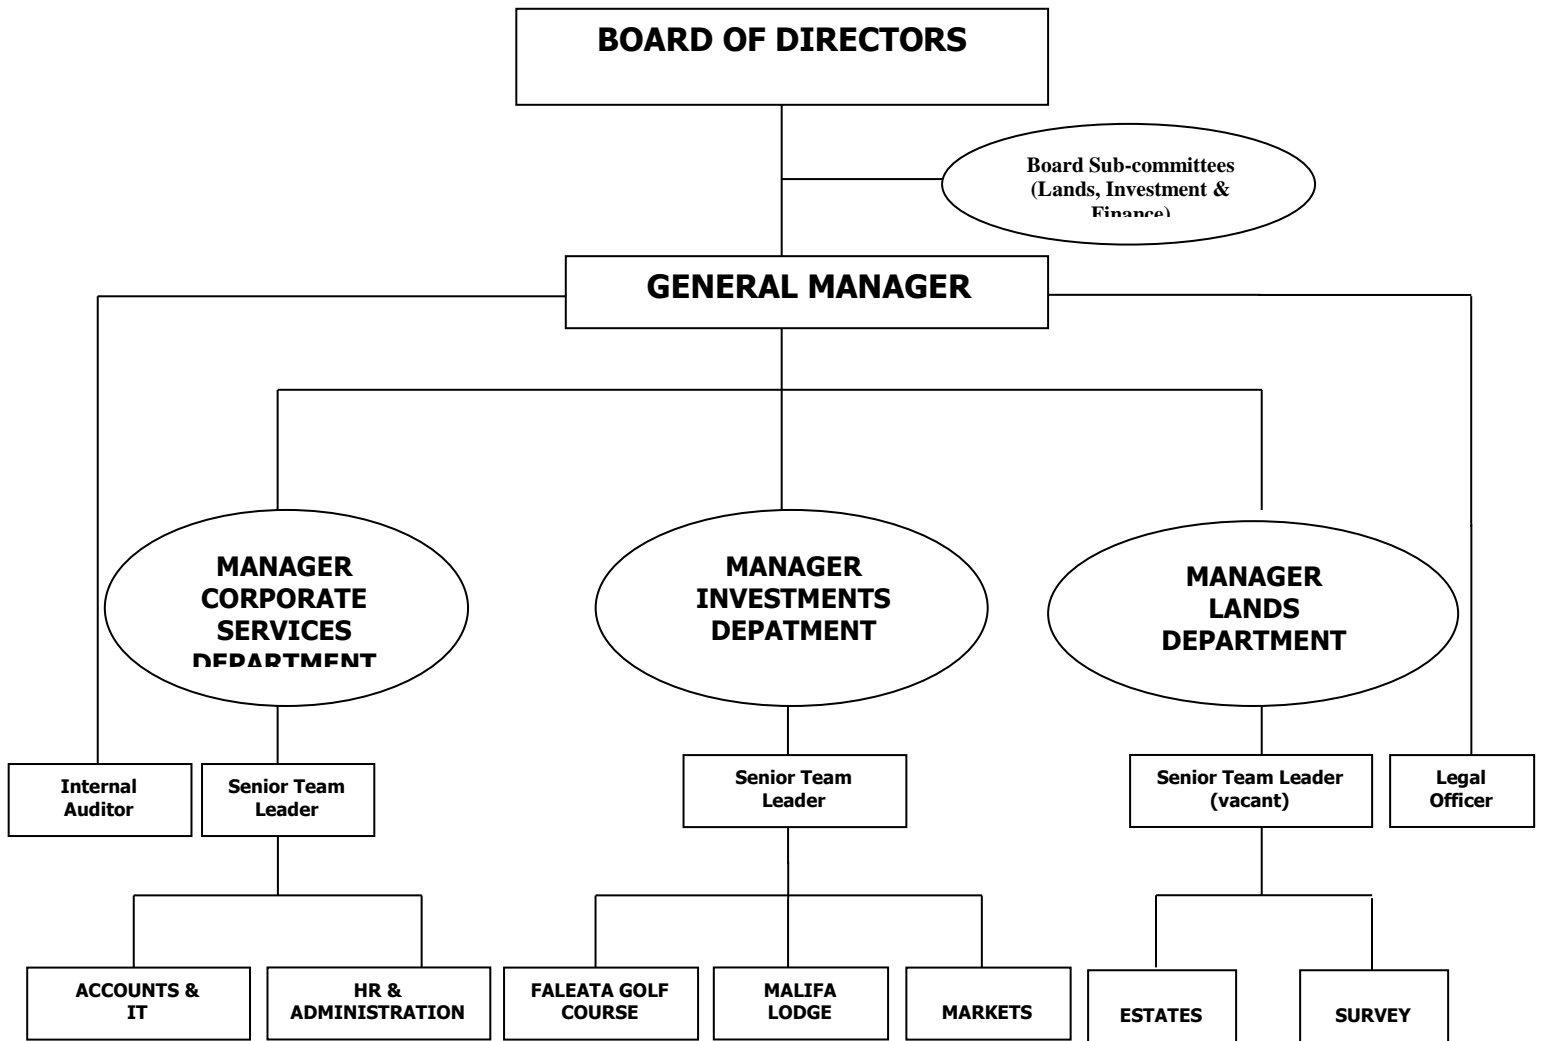 BOARD OF DIRECTORS
Board Sub-committees
(Lands, Investment &
Finance)
GENERAL MANAGER
MANAGER
CORPORATE
SERVICES
DEPARTMENT
MANAGER
INVESTMENTS
DEPATMENT
MANAGER
LANDS
DEPARTMENT
Internal
Auditor
Senior Team
Leader
Senior Team
Leader
Senior Team Leader
(vacant)
Legal
Officer
ACCOUNTS &
IT
HR &
ADMINISTRATION
FALEATA GOLF
COURSE
MALIFA
LODGE
MARKETS
ESTATES
SURVEY